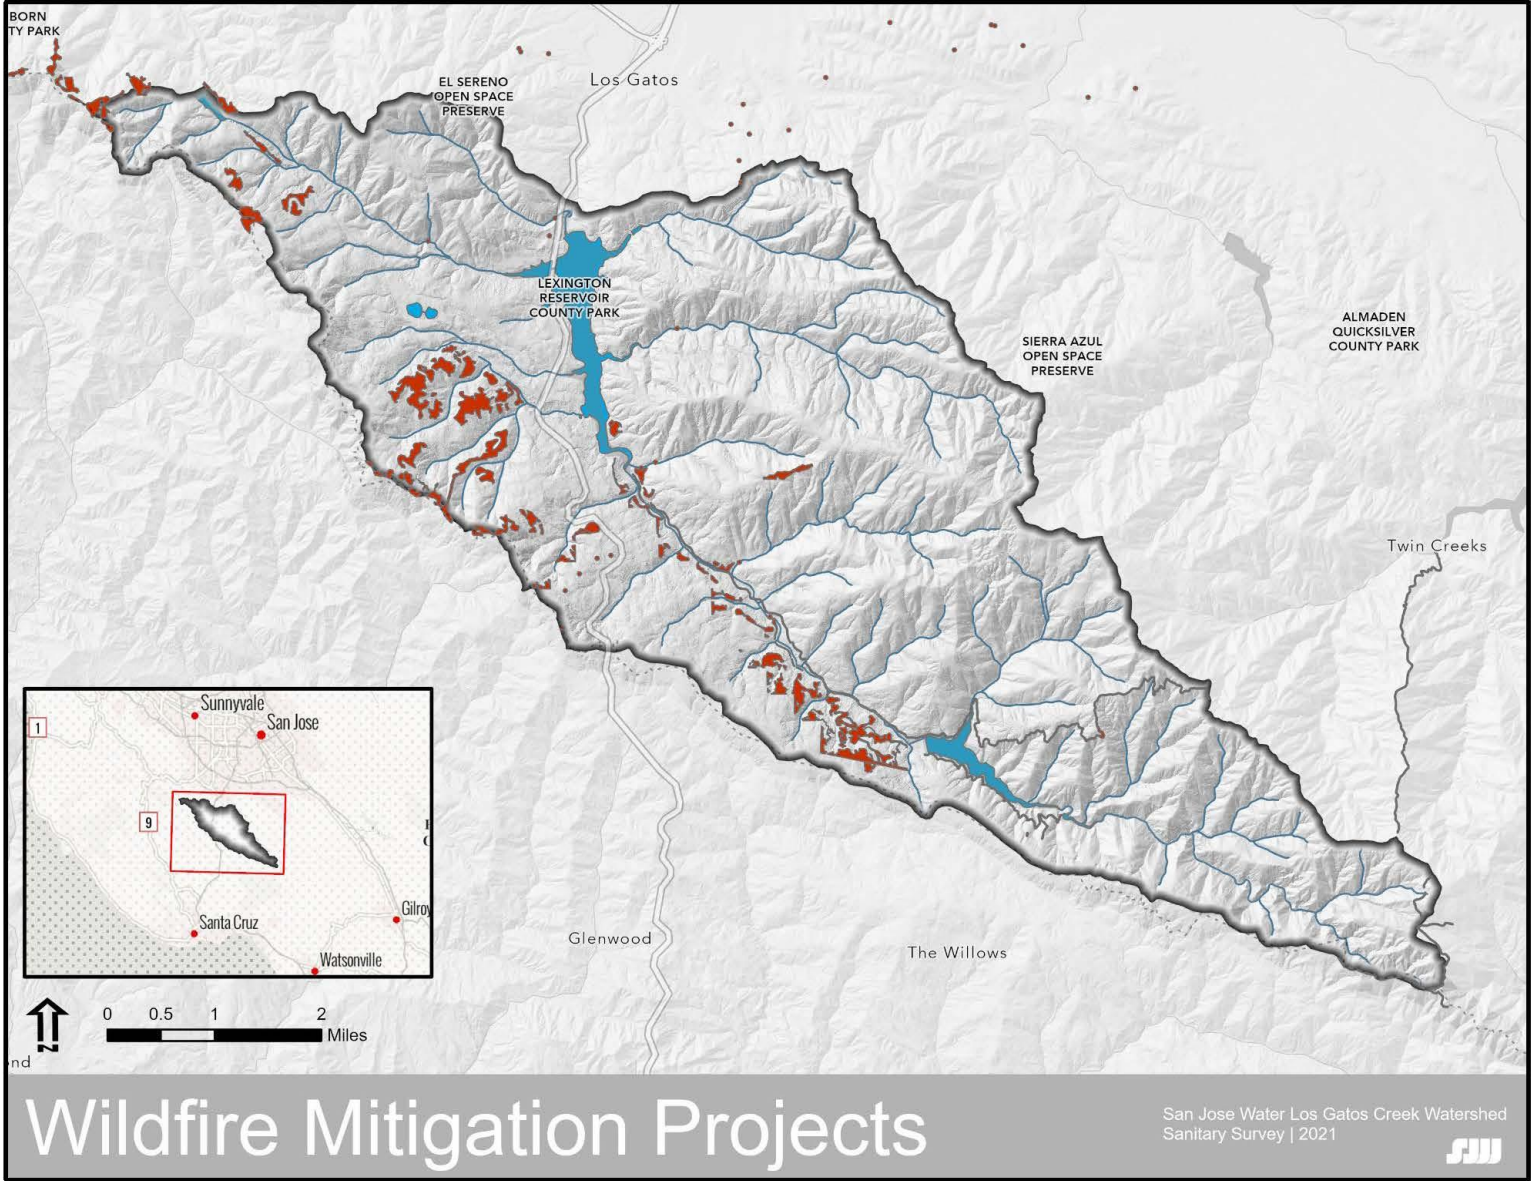 BORN
TY PARK
EL SERENO
OPEN SPACE
PRESERVE
Los Gatos
LEXINGTON
RESERVOIR
COUNTY PARK
SIERRA AZUL
OPEN SPACE
PRESERVE
ALMADEN
QUICKSILVER
COUNTY PARK
Twin Creeks
Sunnyvale
San Jose
1
9
Santa Cruz
Gilroy
Watsonville
Glenwood
The Willows
N
0 0.5 1 2
Miles
nd
Wildfire Mitigation Projects
San Jose Water Los Gatos Creek Watershed
Sanitary Survey | 2021
SJW